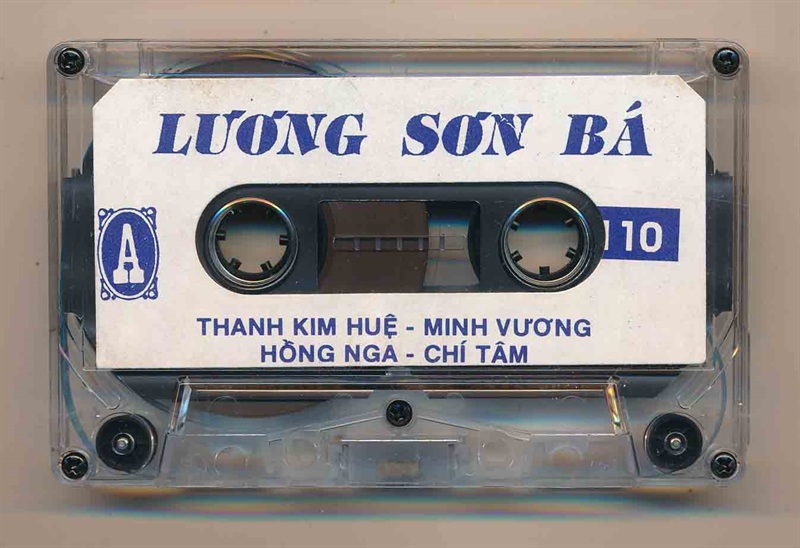 LƯƠNG SƠN BÁ
A
110
THANH KIM HUỆ - MINH VƯƠNG
HỒNG NGA - CHÍ TÂM